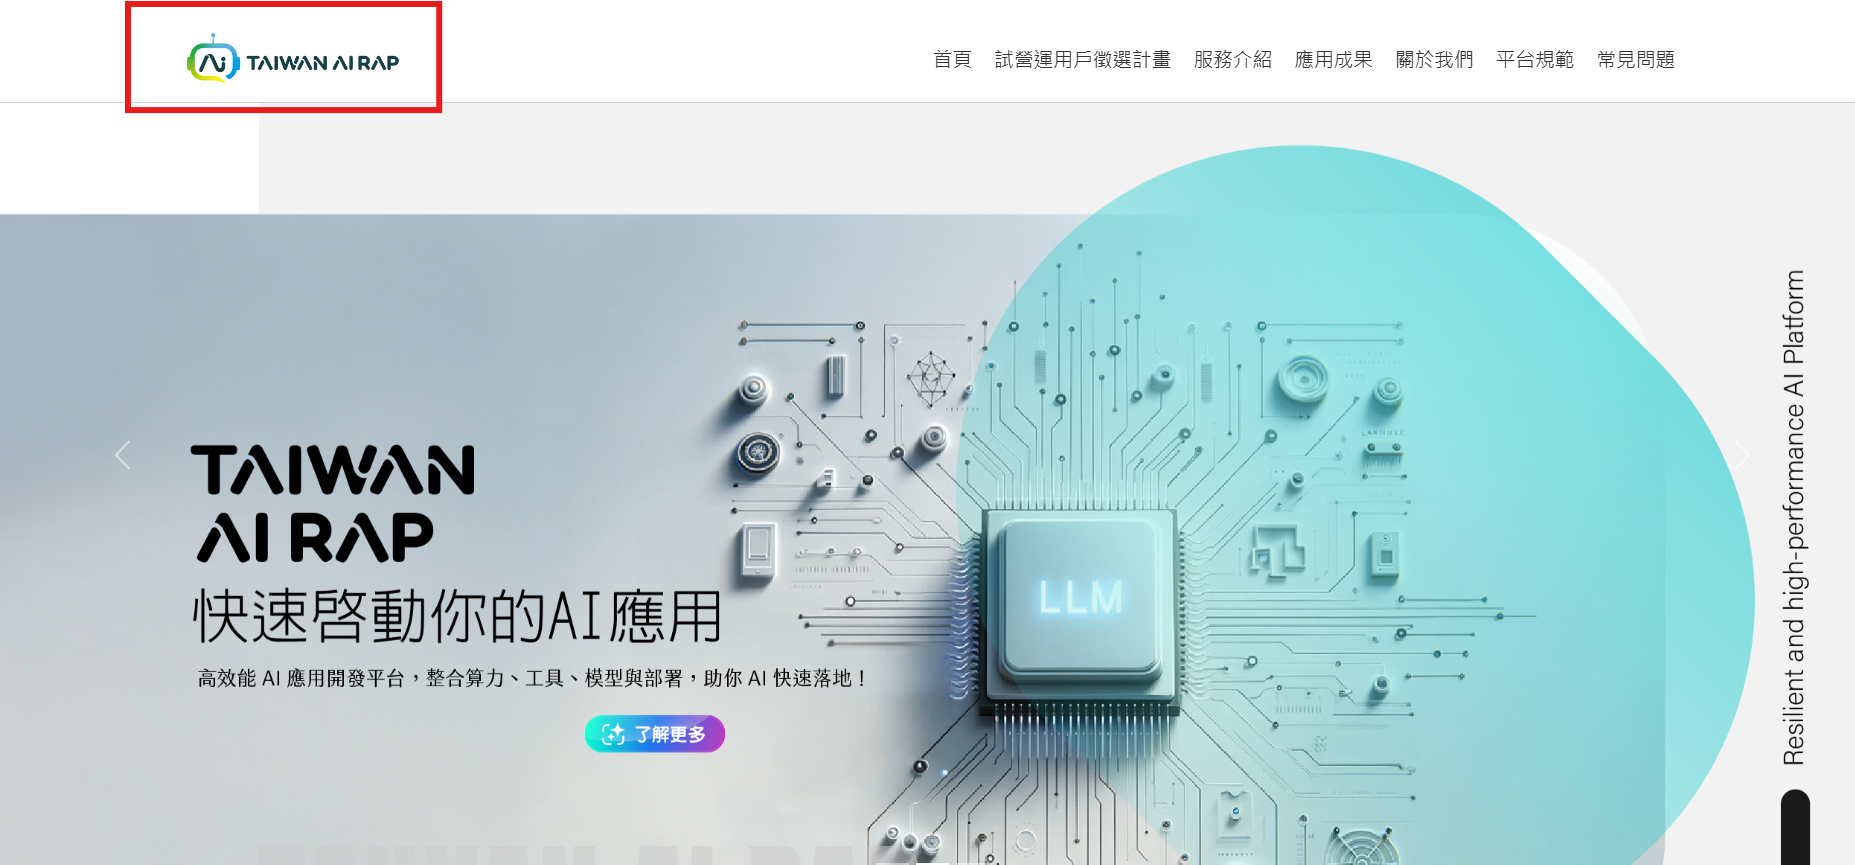 Ai TAIWAN AI RAP
首頁 試營運用戶徵選計畫 服務介紹 應用成果 關於我們 平台規範 常見問題
TAIWAN
AI RAP
快速啓動你的AI應用
高效能 AI 應用開發平台，整合算力、工具、模型與部署，助你 AI 快速落地！
了解更多
LLM
Resilient and high-performance AI Platform